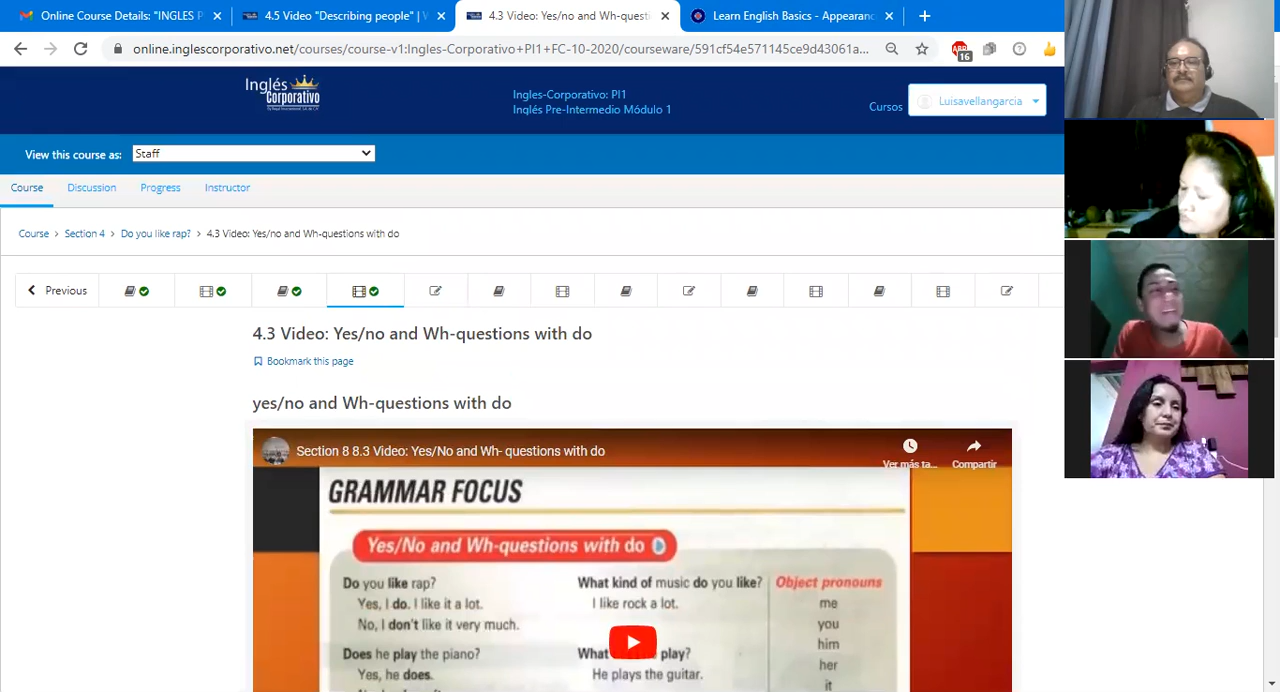 Online Course Details: "INGLES P
4.5 Video "Describing people" | V
4.3 Video: Yes/no and Wh-questi
Learn English Basics - Appearanc
online.inglescorporativo.net/courses/course-v1:Ingles-Corporativo+PI1+FC-10-2020/courseware/591cf54e571145ce9d43061a...
ABP
16
Inglés
Corporativo
Ingles-Corporativo: PI1
Inglés Pre-Intermedio Módulo 1
Cursos
Luisavellangarcia
View this course as:
Staff
Course
Discussion
Progress
Instructor
Course > Section 4 > Do you like rap? > 4.3 Video: Yes/no and Wh-questions with do
Previous
4.3 Video: Yes/no and Wh-questions with do
Bookmark this page
yes/no and Wh-questions with do
Section 8 8.3 Video: Yes/No and Wh- questions with do
Ver más ta...
Compartir
GRAMMAR FOCUS
Yes/No and Wh-questions with do
Do you like rap?
Yes, I do. I like it a lot.
No, I don't like it very much.
Does he play the piano?
Yes, he does.
What kind of music do you like?
I like rock a lot.
What play?
He plays the guitar.
Object pronouns
me
you
him
her
it